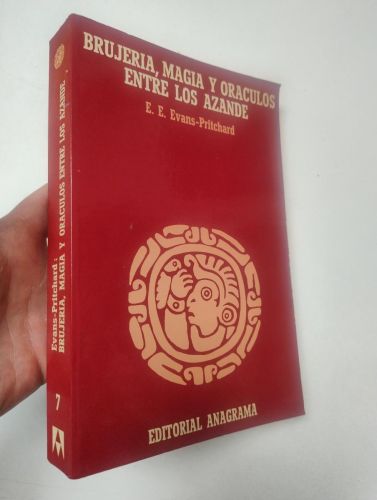 BRUJERIA, MAGIA Y ORACULOS
ENTRE LOS AZANDE
E. E. Evans-Pritchard
EDITORIAL ANAGRAMA
Evans-Pritchard:
BRUJERIA, MAGIA Y ORACULOS ENTRE LOS AZANDE.
7